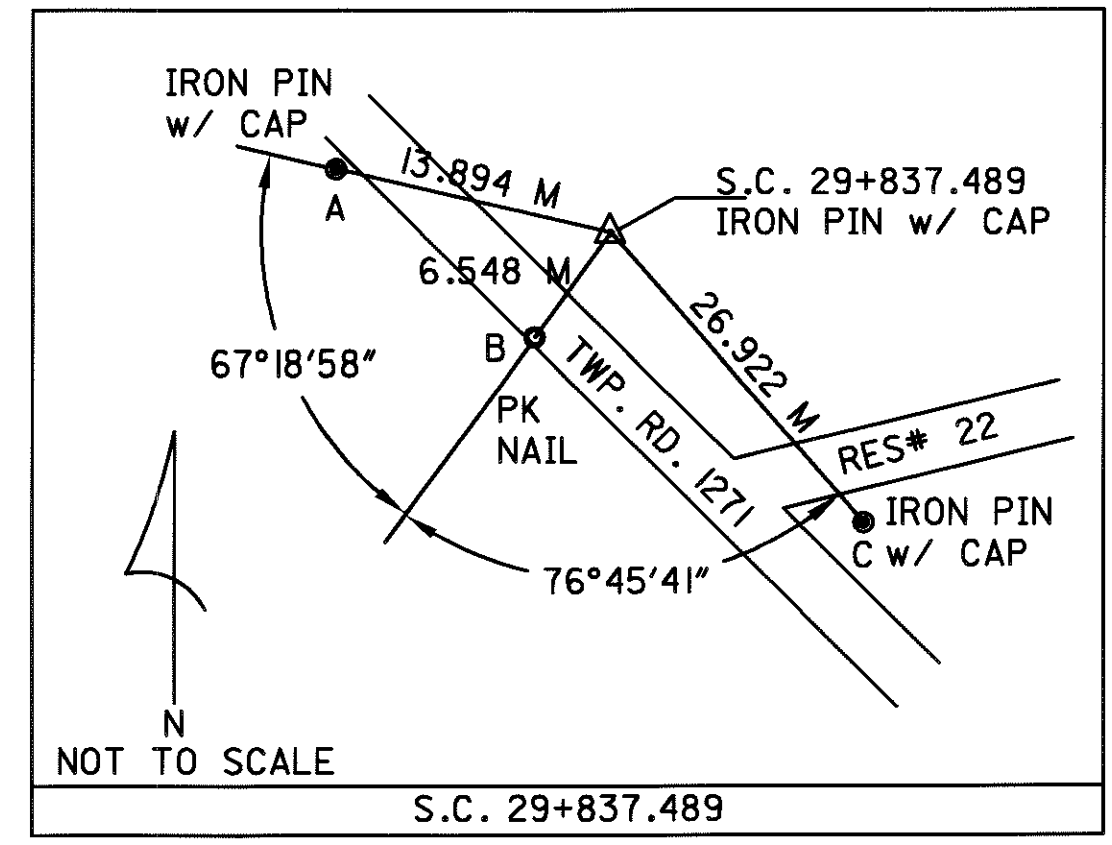 IRON PIN
w/ CAP
13.894 M
S.C. 29+837.489
IRON PIN w/ CAP
A
6.548 M
26.922 M
B
67°18'58"
TWP. RD. 1271
PK
NAIL
RES# 22
IRON PIN
C w/ CAP
76°45'41"
N
NOT TO SCALE
S.C. 29+837.489